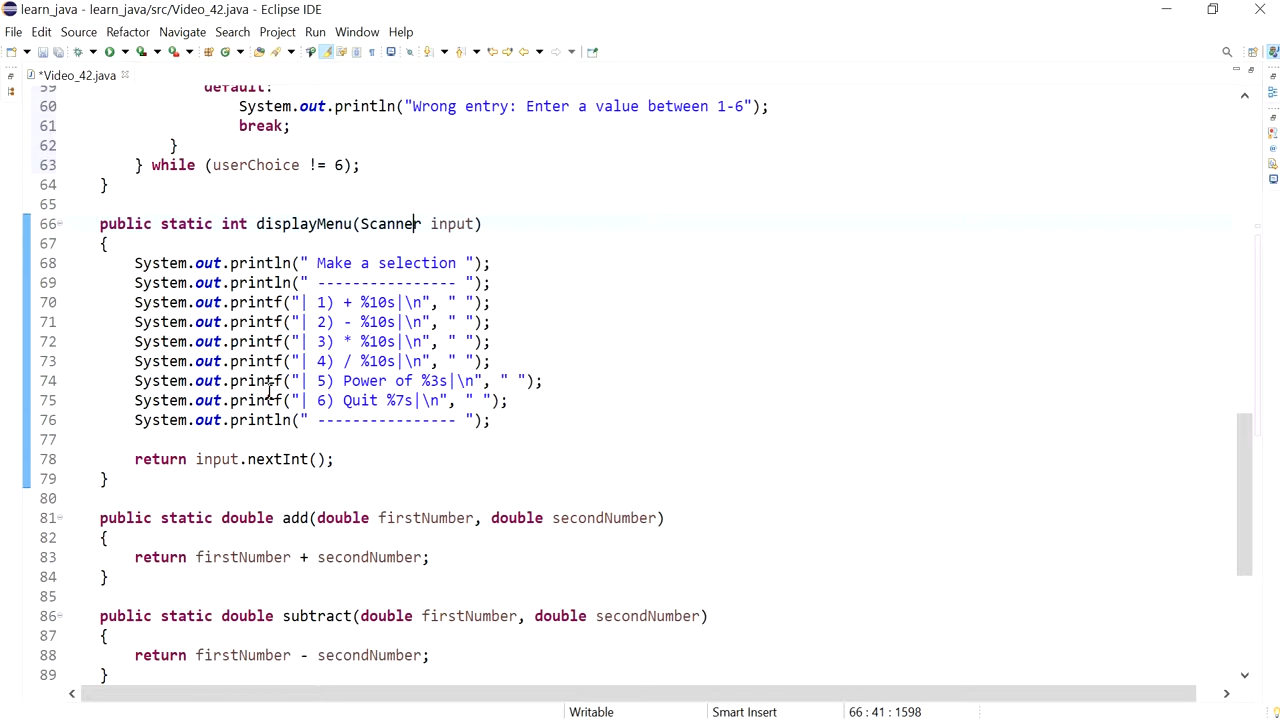 learn_java - learn_java/src/Video_42.java - Eclipse IDE
File Edit Source Refactor Navigate Search Project Run Window Help
*Video_42.java
59 default:
60 System.out.println("Wrong entry: Enter a value between 1-6");
61 break;
62 }
63 } while (userChoice != 6);
64 }
65
66 public static int displayMenu(Scanner input)
67 {
68 System.out.println(" Make a selection ");
69 System.out.println(" ---------------- ");
70 System.out.printf("| 1) + %10s|\n", " ");
71 System.out.printf("| 2) - %10s|\n", " ");
72 System.out.printf("| 3) * %10s|\n", " ");
73 System.out.printf("| 4) / %10s|\n", " ");
74 System.out.printf("| 5) Power of %3s|\n", " ");
75 System.out.printf("| 6) Quit %7s|\n", " ");
76 System.out.println(" ---------------- ");
77
78 return input.nextInt();
79 }
80
81 public static double add(double firstNumber, double secondNumber)
82 {
83 return firstNumber + secondNumber;
84 }
85
86 public static double subtract(double firstNumber, double secondNumber)
87 {
88 return firstNumber - secondNumber;
89 }
Writable Smart Insert 66 : 41 : 1598